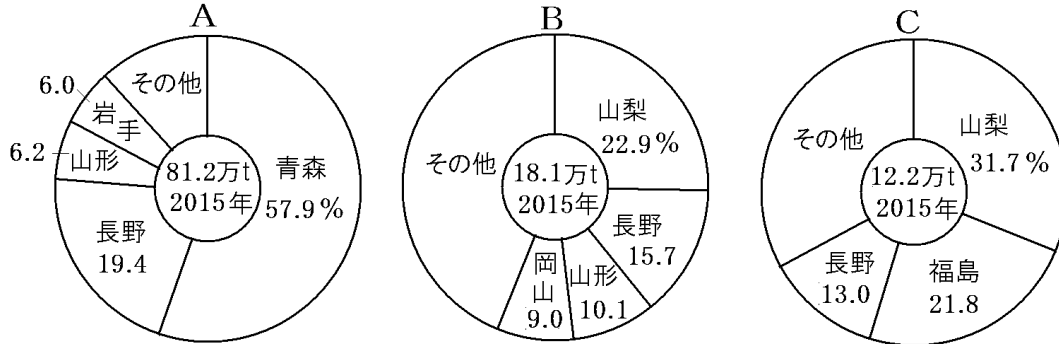 A
青森
57.9%
長野
19.4
山形
6.2
岩手
6.0
その他
81.2万t
2015年
B
山梨
22.9%
長野
15.7
山形
10.1
岡山
9.0
その他
18.1万t
2015年
C
山梨
31.7%
福島
21.8
長野
13.0
その他
12.2万t
2015年